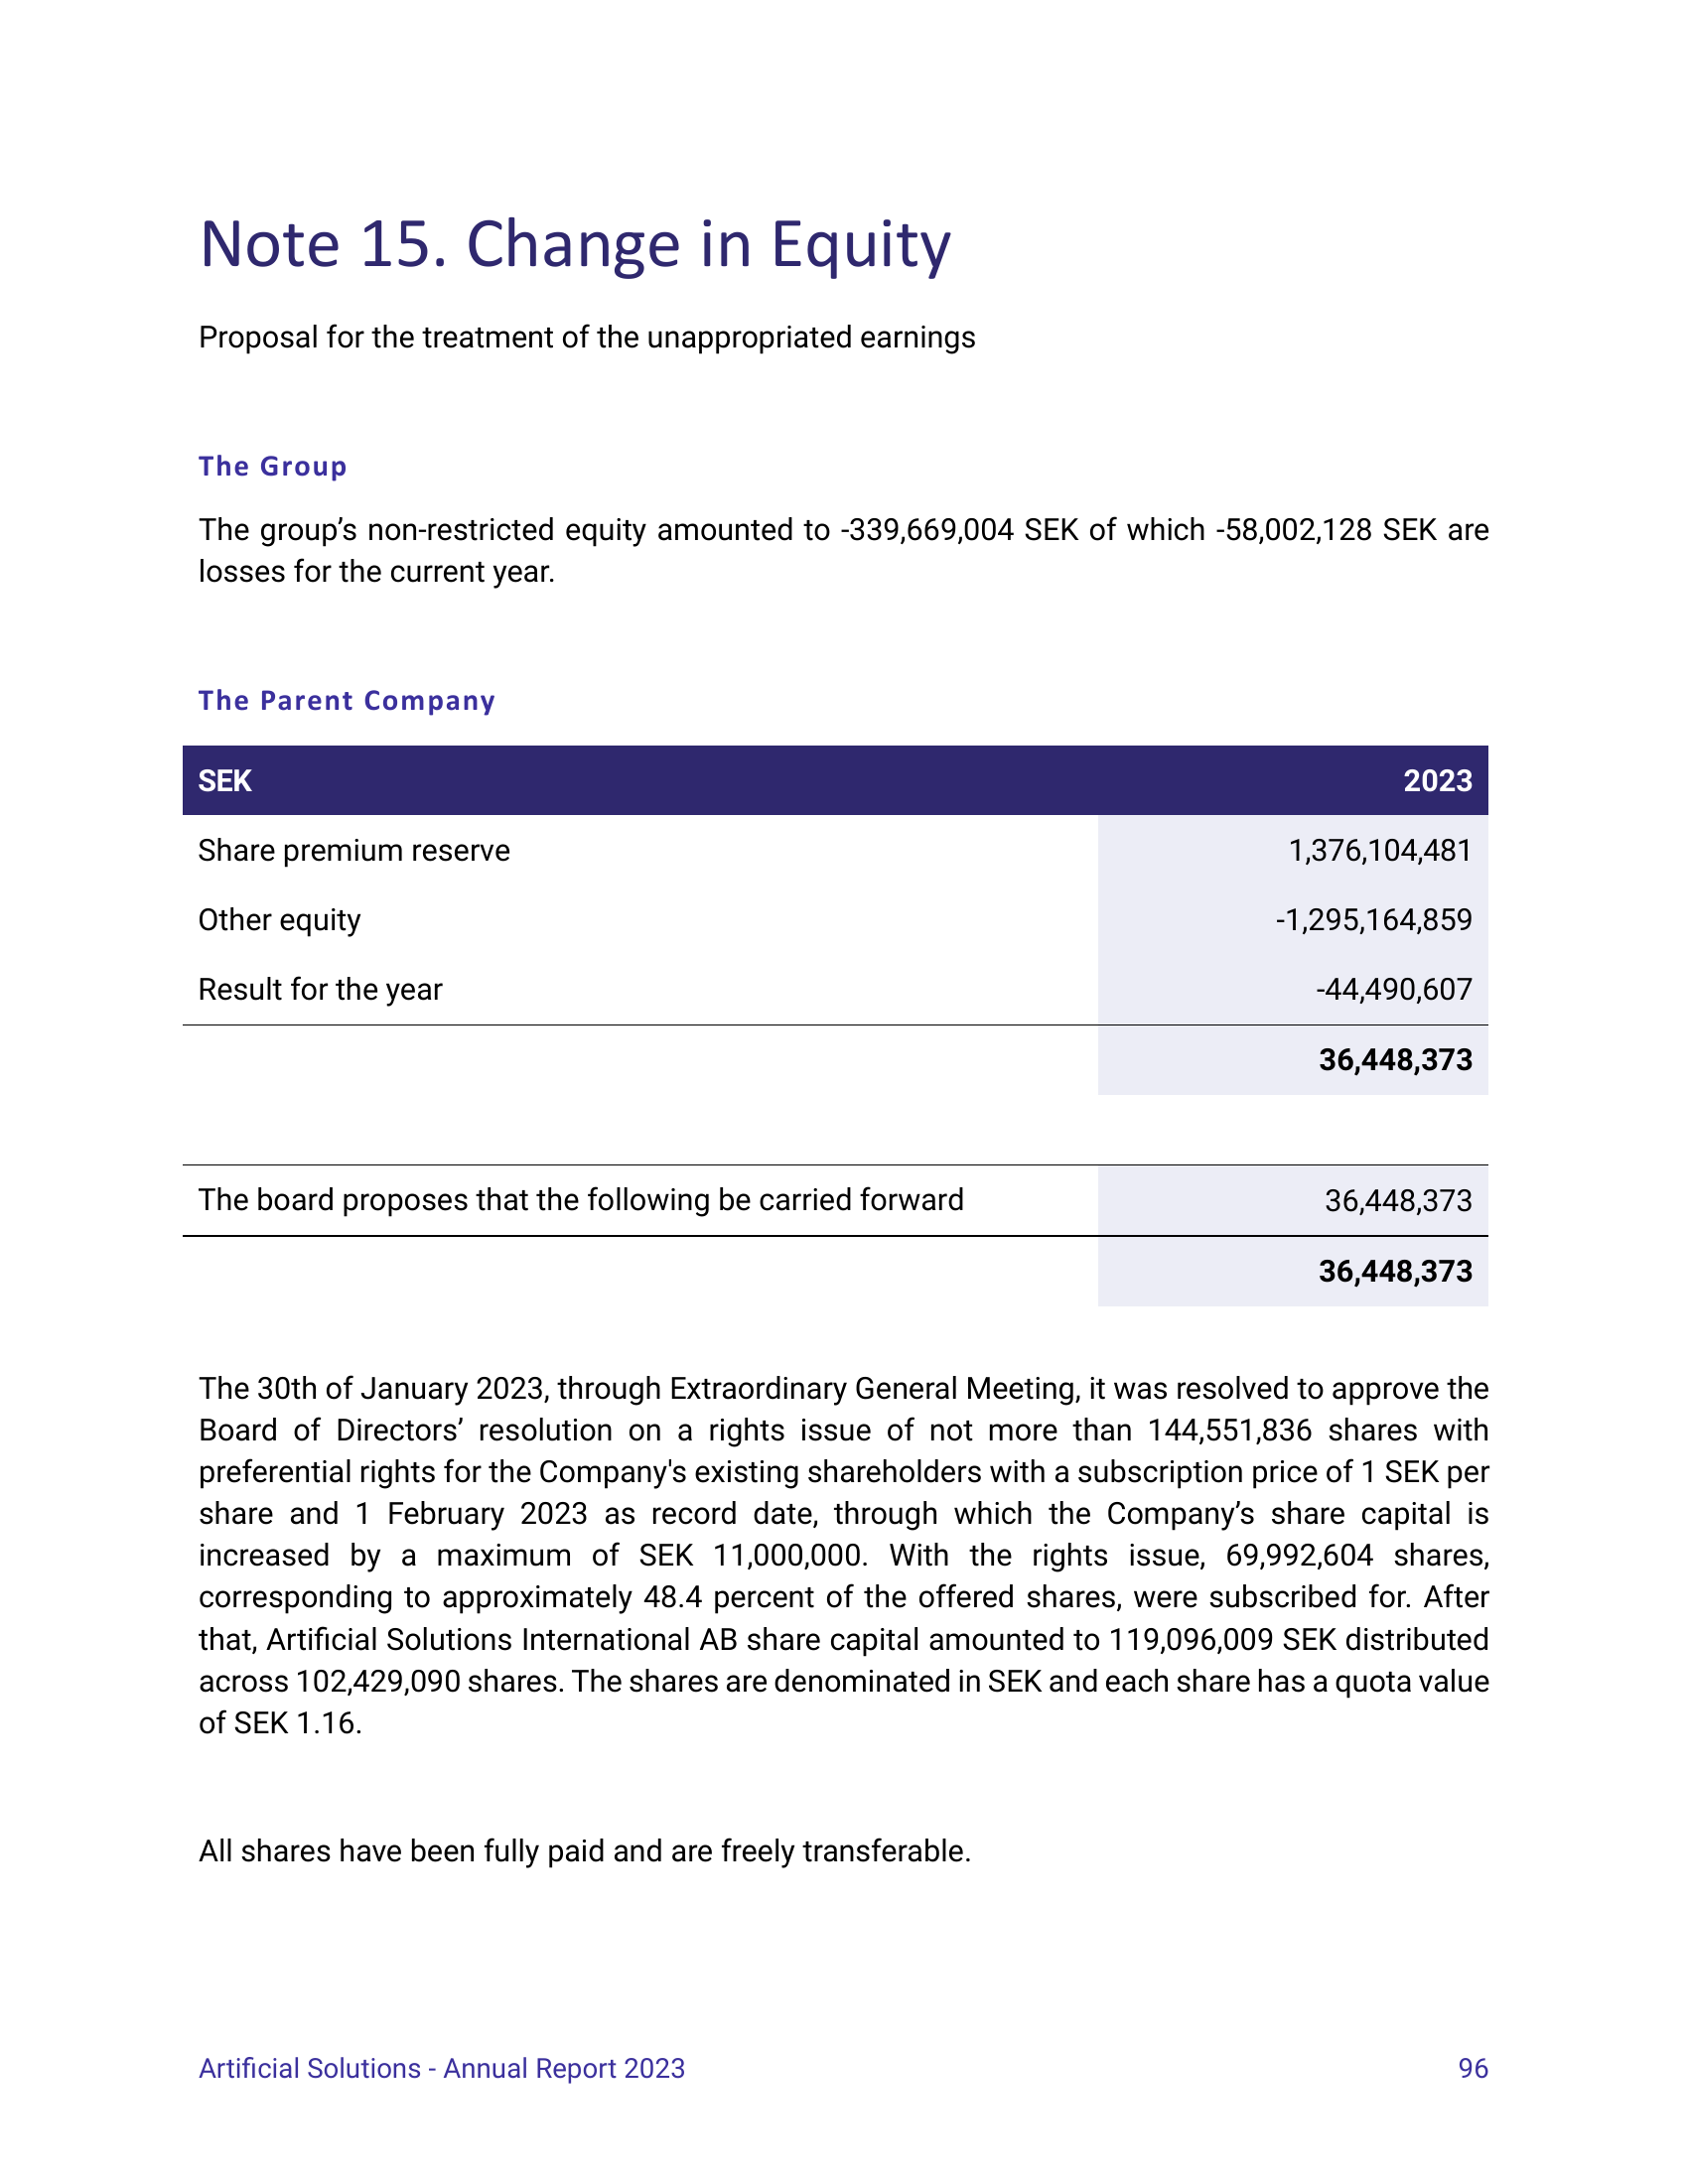 Note 15. Change in Equity
Proposal for the treatment of the unappropriated earnings
The Group
The group’s non-restricted equity amounted to -339,669,004 SEK of which -58,002,128 SEK are
losses for the current year.
The Parent Company
SEK 2023
Share premium reserve 1,376,104,481
Other equity -1,295,164,859
Result for the year -44,490,607
36,448,373
The board proposes that the following be carried forward 36,448,373
36,448,373
The 30th of January 2023, through Extraordinary General Meeting, it was resolved to approve the
Board of Directors’ resolution on a rights issue of not more than 144,551,836 shares with
preferential rights for the Company's existing shareholders with a subscription price of 1 SEK per
share and 1 February 2023 as record date, through which the Company’s share capital is
increased by a maximum of SEK 11,000,000. With the rights issue, 69,992,604 shares,
corresponding to approximately 48.4 percent of the offered shares, were subscribed for. After
that, Artificial Solutions International AB share capital amounted to 119,096,009 SEK distributed
across 102,429,090 shares. The shares are denominated in SEK and each share has a quota value
of SEK 1.16.
All shares have been fully paid and are freely transferable.
Artificial Solutions - Annual Report 2023 96